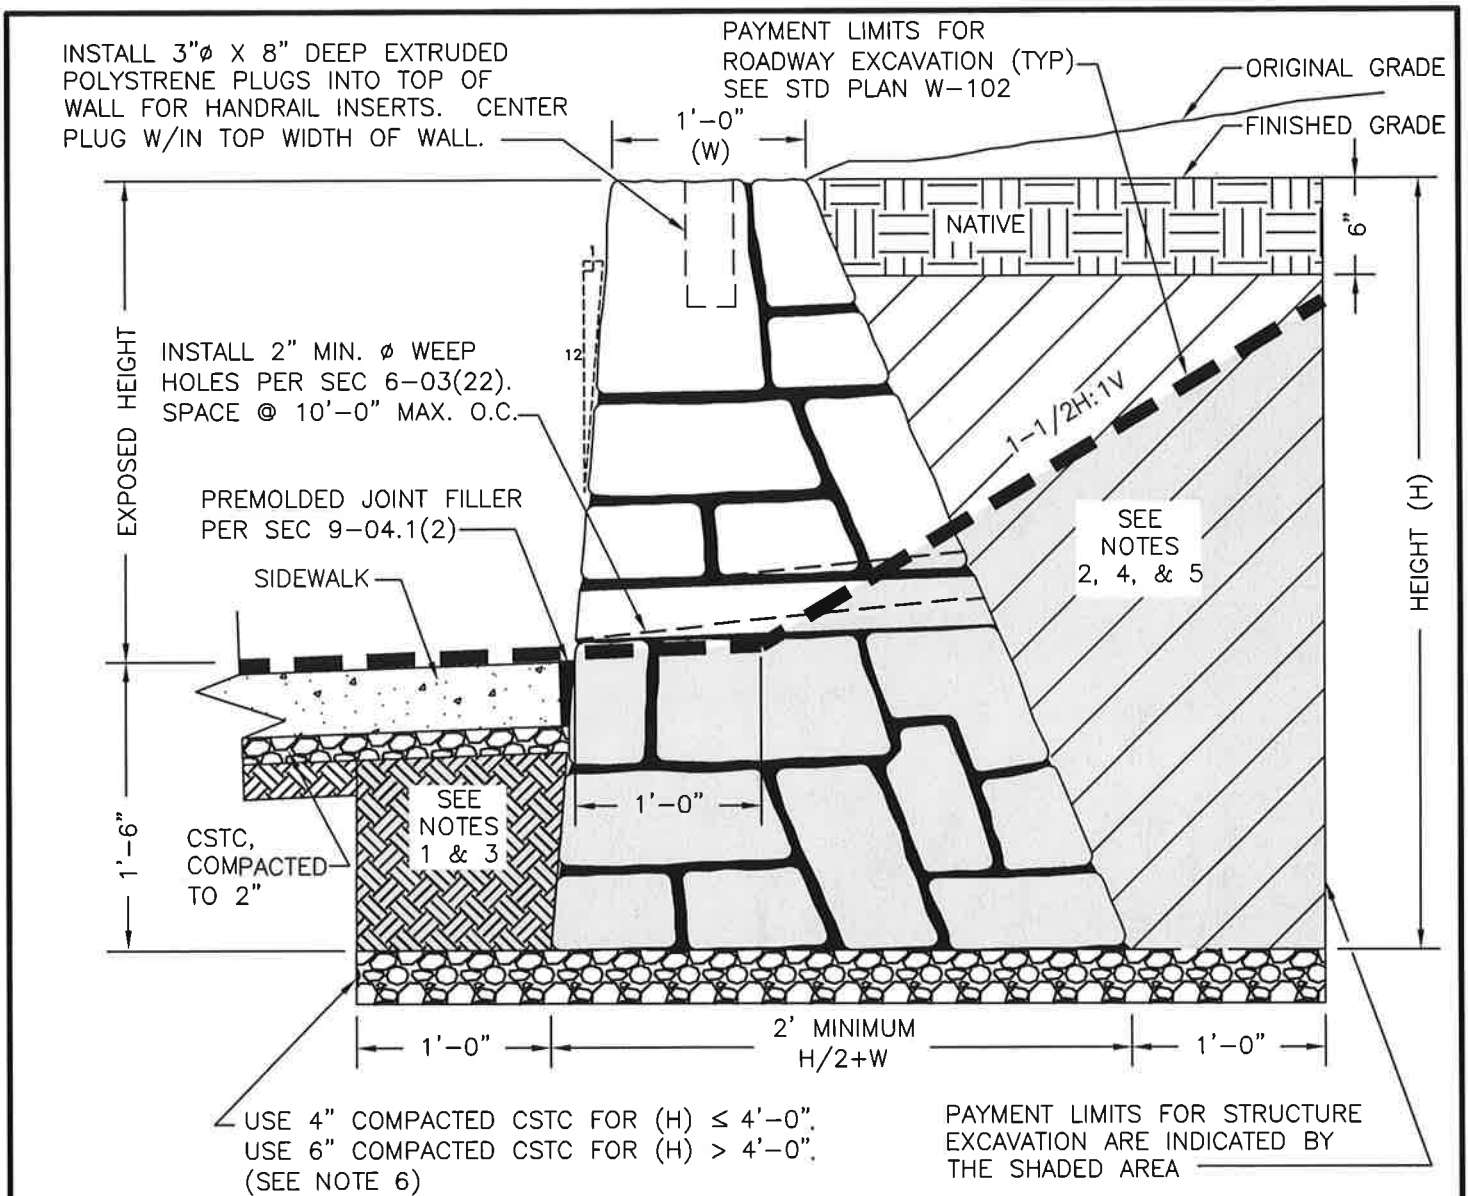 INSTALL 3"ø X 8" DEEP EXTRUDED
POLYSTRENE PLUGS INTO TOP OF
WALL FOR HANDRAIL INSERTS. CENTER
PLUG W/IN TOP WIDTH OF WALL.
PAYMENT LIMITS FOR
ROADWAY EXCAVATION (TYP)
SEE STD PLAN W-102
ORIGINAL GRADE
FINISHED GRADE
1'-0"
(W)
NATIVE
6"
1
12
EXPOSED HEIGHT
INSTALL 2" MIN. ø WEEP
HOLES PER SEC 6-03(22).
SPACE @ 10'-0" MAX. O.C.
1-1/2H:1V
PREMOLDED JOINT FILLER
PER SEC 9-04.1(2)
SIDEWALK
SEE
NOTES
2, 4, & 5
HEIGHT (H)
1'-6"
CSTC,
COMPACTED
TO 2"
SEE
NOTES
1 & 3
1'-0"
1'-0"
2' MINIMUM
H/2+W
1'-0"
USE 4" COMPACTED CSTC FOR (H) ≤ 4'-0".
USE 6" COMPACTED CSTC FOR (H) > 4'-0".
(SEE NOTE 6)
PAYMENT LIMITS FOR STRUCTURE
EXCAVATION ARE INDICATED BY
THE SHADED AREA